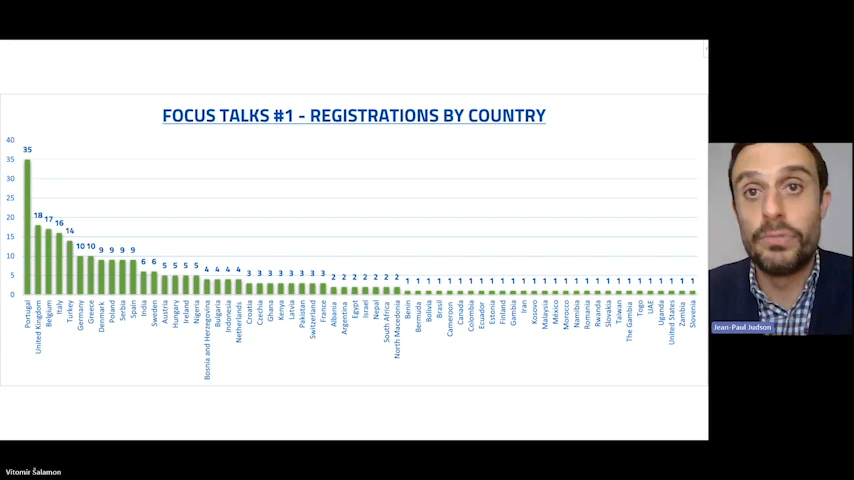 FOCUS TALKS #1 - REGISTRATIONS BY COUNTRY
40
35
30
25
20
15
10
5
0
35 18 17 16 14 10 10 9 9 9 9 6 6 5 5 5 5 4 4 4 4 3 3 3 3 3 3 3 3 2 2 2 2 2 2 2 1 1 1 1 1 1 1 1 1 1 1 1 1 1 1 1 1 1 1 1 1 1 1 1 1 1 1 1
Portugal
United Kingdom
Belgium
Italy
Turkey
Germany
Greece
Denmark
Poland
Serbia
Spain
India
Sweden
Austria
Hungary
Ireland
Nigeria
Bosnia and Herzegovina
Bulgaria
Indonesia
Netherlands
Croatia
Czechia
Ghana
Kenya
Latvia
Pakistan
Switzerland
France
Albania
Argentina
Egypt
Israel
Nepal
South Africa
North Macedonia
Benin
Bermuda
Bolivia
Brasil
Cameroon
Canada
Colombia
Ecuador
Estonia
Finland
Gambia
Iran
Kosovo
Malaysia
México
Morocco
Namibia
Romania
Rwanda
Slovakia
Taiwan
The Gambia
Togo
UAE
Uganda
United States
Zambia
Slovenia
Jean-Paul Judson
Vitomir Šalamon